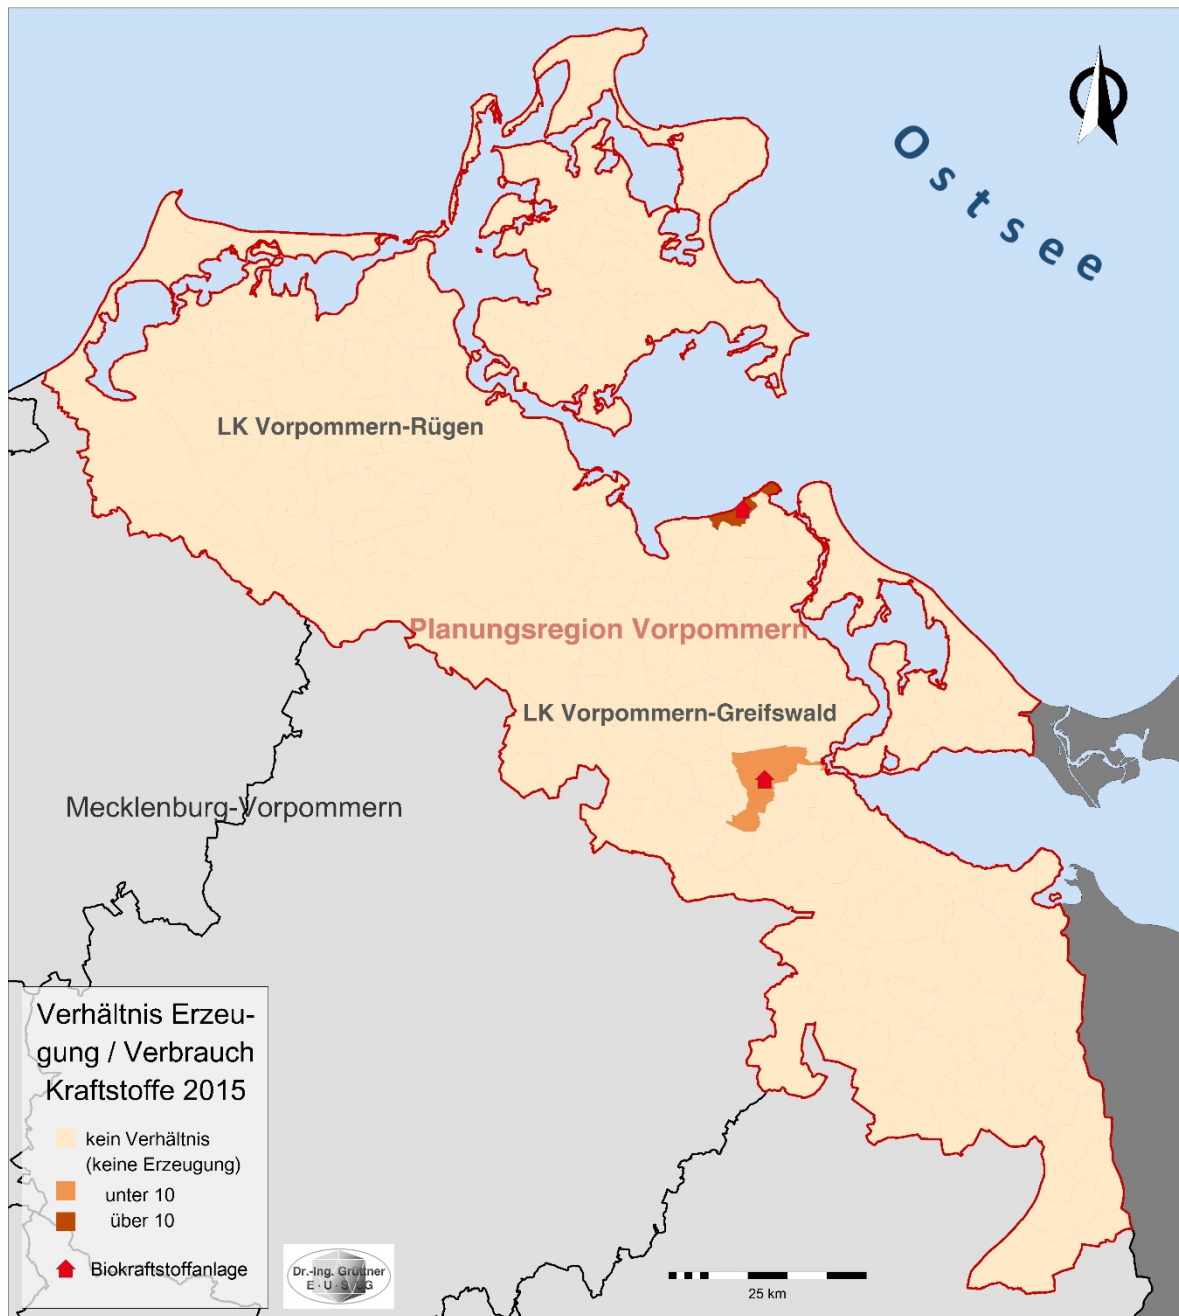 Ostsee
LK Vorpommern-Rügen
Planungsregion Vorpommern
LK Vorpommern-Greifswald
Mecklenburg-Vorpommern
Verhältnis Erzeu-
gung / Verbrauch
Kraftstoffe 2015
kein Verhältnis
(keine Erzeugung)
unter 10
über 10
Biokraftstoffanlage
Dr.-Ing. Grüttner
25 km